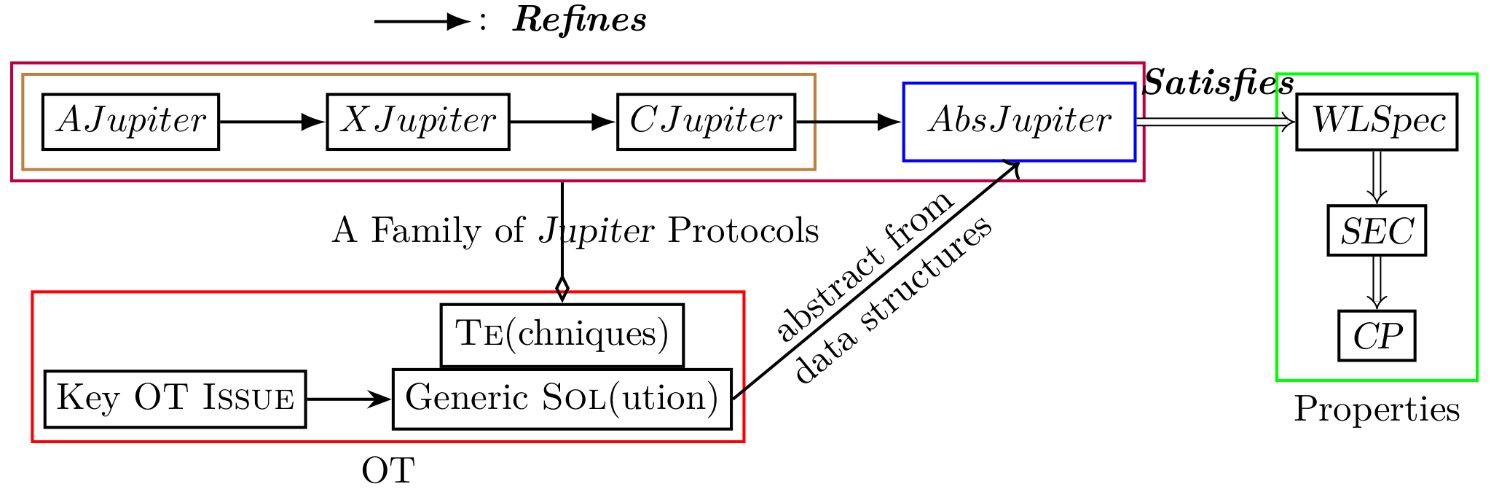 : Refines
AJupiter
XJupiter
CJupiter
AbsJupiter
Satisfies
WLSpec
SEC
CP
Properties
A Family of Jupiter Protocols
abstract from
data structures
TE(chniques)
Key OT ISSUE
Generic SOL(ution)
OT